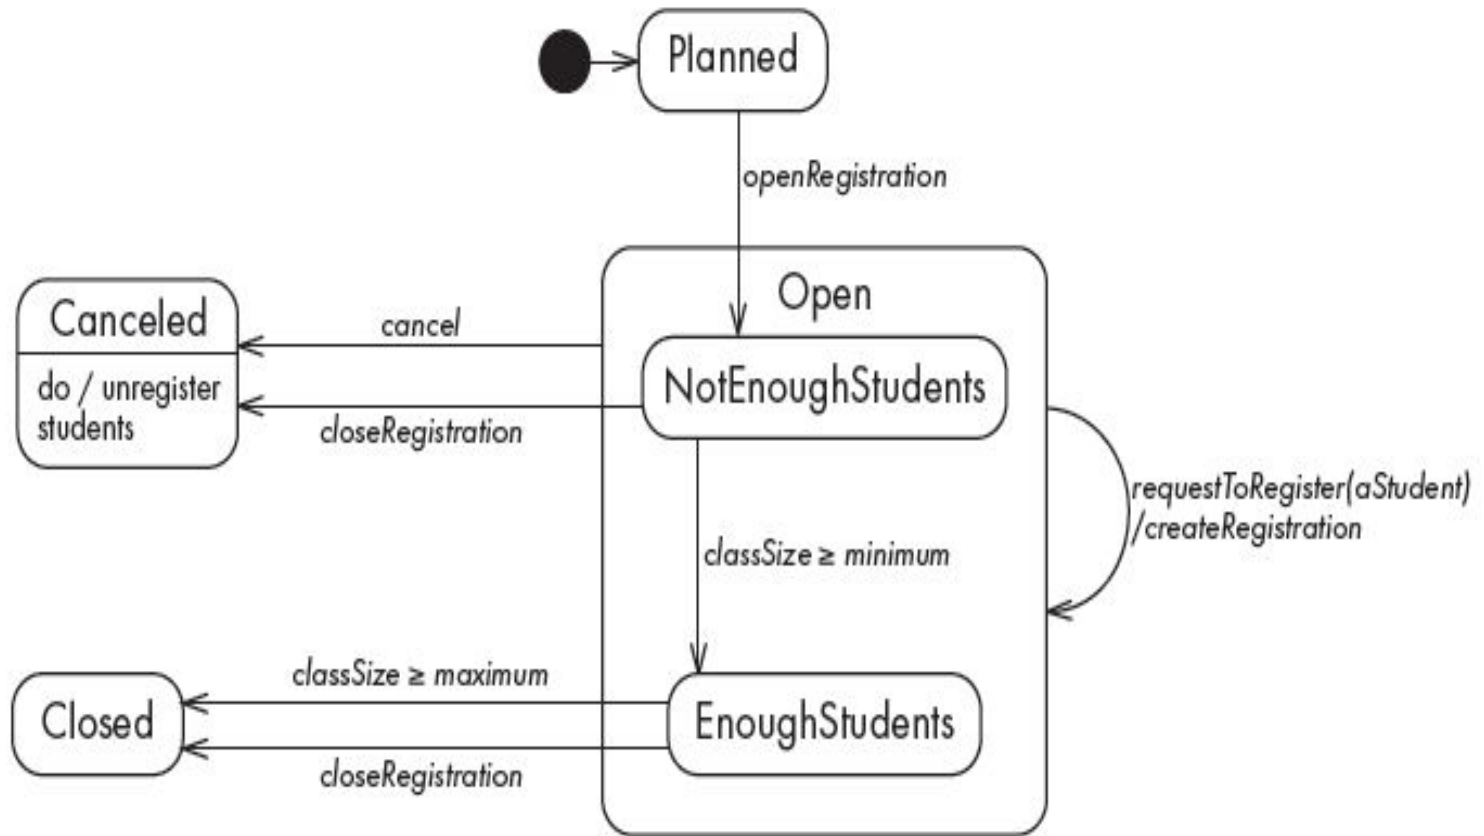 Planned
openRegistration
Open
Canceled
cancel
do / unregister
students
NotEnoughStudents
closeRegistration
requestToRegister(aStudent)
/createRegistration
classSize ≥ minimum
classSize ≥ maximum
Closed
EnoughStudents
closeRegistration